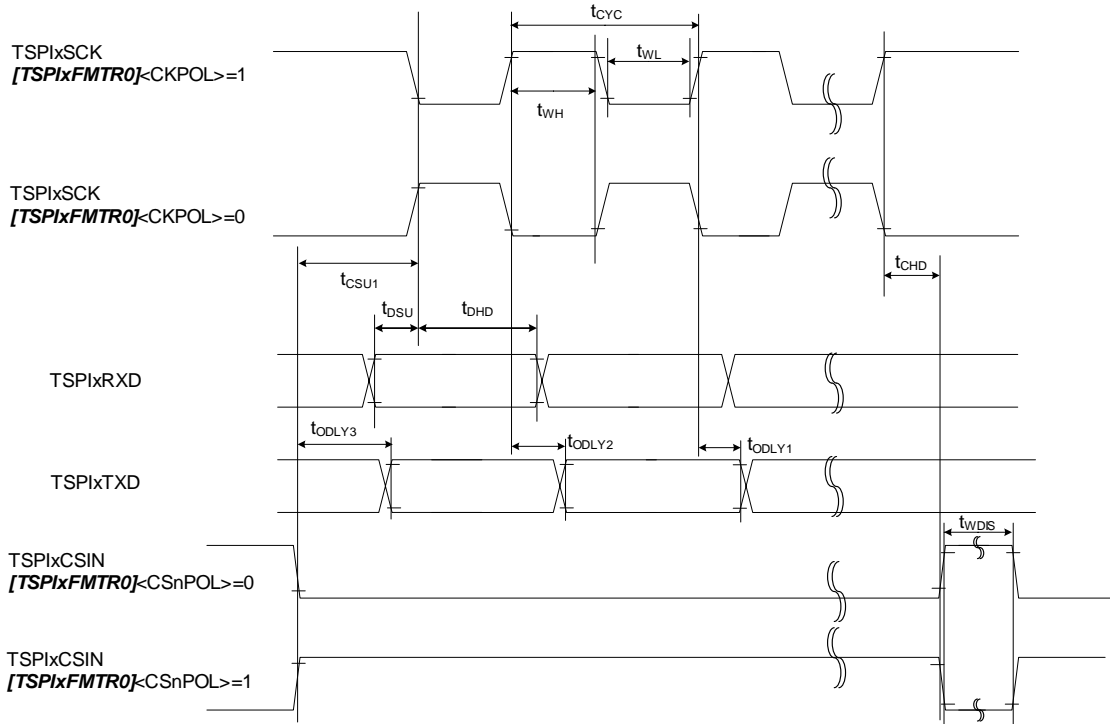 tCYC
TSPIxSCK
[TSPIxFMTR0]<CKPOL>=1
tWL
tWH
TSPIxSCK
[TSPIxFMTR0]<CKPOL>=0
tCSU1
tCHD
tDSU
tDHD
TSPIxRXD
tODLY3
tODLY2
tODLY1
TSPIxTXD
tWDIS
TSPIxCSIN
[TSPIxFMTR0]<CSnPOL>=0
TSPIxCSIN
[TSPIxFMTR0]<CSnPOL>=1